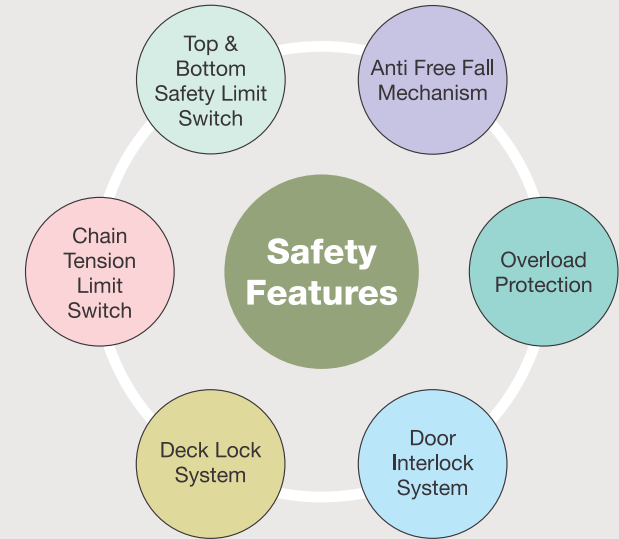 Top &
Bottom
Safety Limit
Switch
Anti Free Fall
Mechanism
Chain
Tension
Limit
Switch
Safety
Features
Overload
Protection
Deck Lock
System
Door
Interlock
System